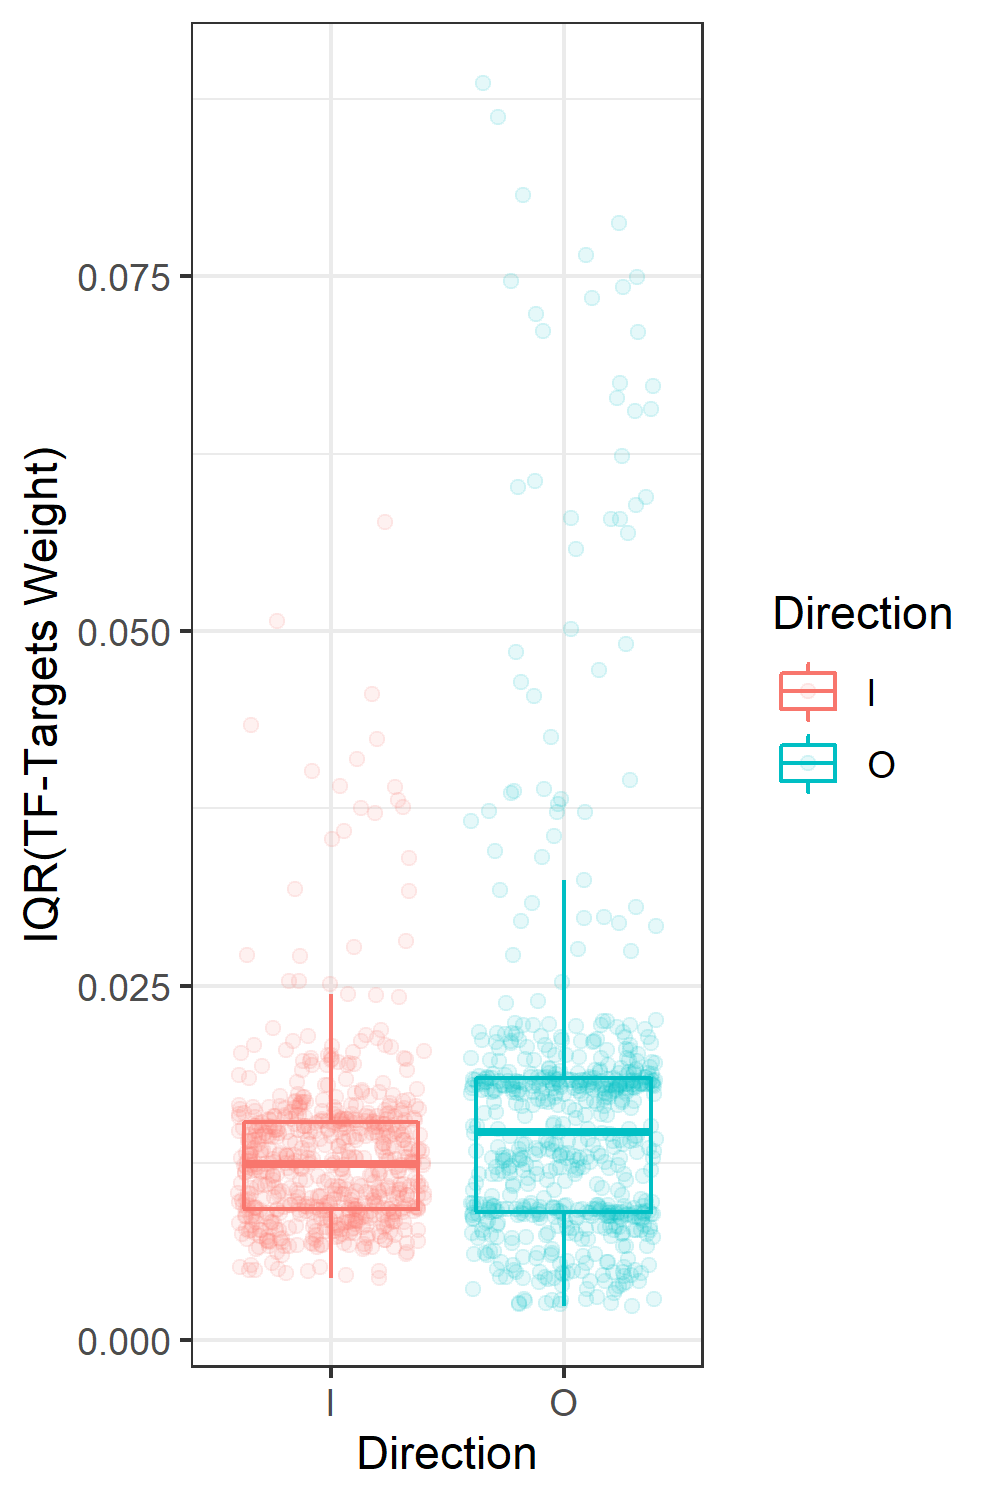 IQR(TF-Targets Weight)
0.075
0.050
0.025
0.000
I
O
Direction
Direction
I
O